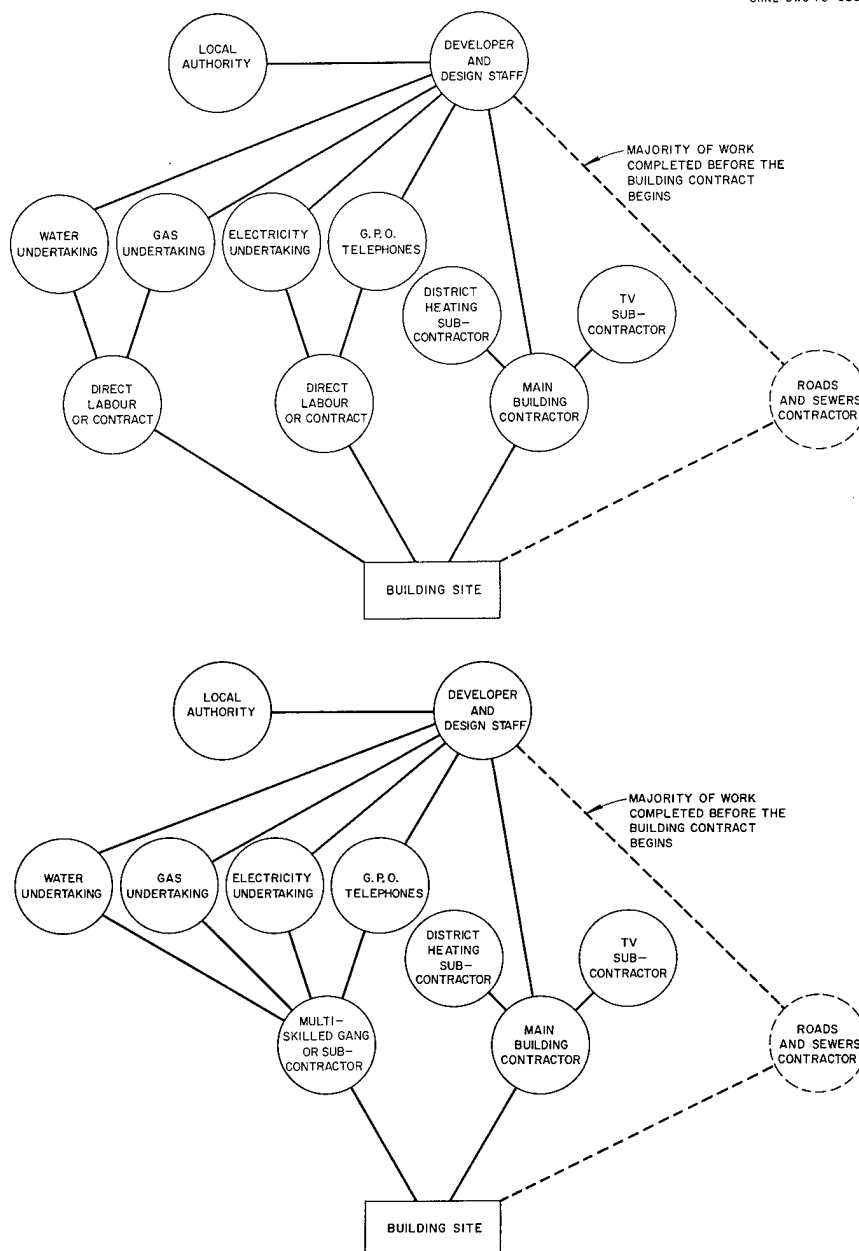 LOCAL
AUTHORITY
DEVELOPER
AND
DESIGN STAFF
MAJORITY OF WORK
COMPLETED BEFORE THE
BUILDING CONTRACT
BEGINS
WATER
UNDERTAKING
GAS
UNDERTAKING
ELECTRICITY
UNDERTAKING
G.P.O.
TELEPHONES
DISTRICT
HEATING
SUB-
CONTRACTOR
TV
SUB-
CONTRACTOR
DIRECT
LABOUR
OR CONTRACT
DIRECT
LABOUR
OR CONTRACT
MAIN
BUILDING
CONTRACTOR
ROADS
AND SEWERS
CONTRACTOR
BUILDING SITE
LOCAL
AUTHORITY
DEVELOPER
AND
DESIGN STAFF
MAJORITY OF WORK
COMPLETED BEFORE THE
BUILDING CONTRACT
BEGINS
WATER
UNDERTAKING
GAS
UNDERTAKING
ELECTRICITY
UNDERTAKING
G.P.O.
TELEPHONES
DISTRICT
HEATING
SUB-
CONTRACTOR
TV
SUB-
CONTRACTOR
MULTI-
SKILLED GANG
OR SUB-
CONTRACTOR
MAIN
BUILDING
CONTRACTOR
ROADS
AND SEWERS
CONTRACTOR
BUILDING SITE